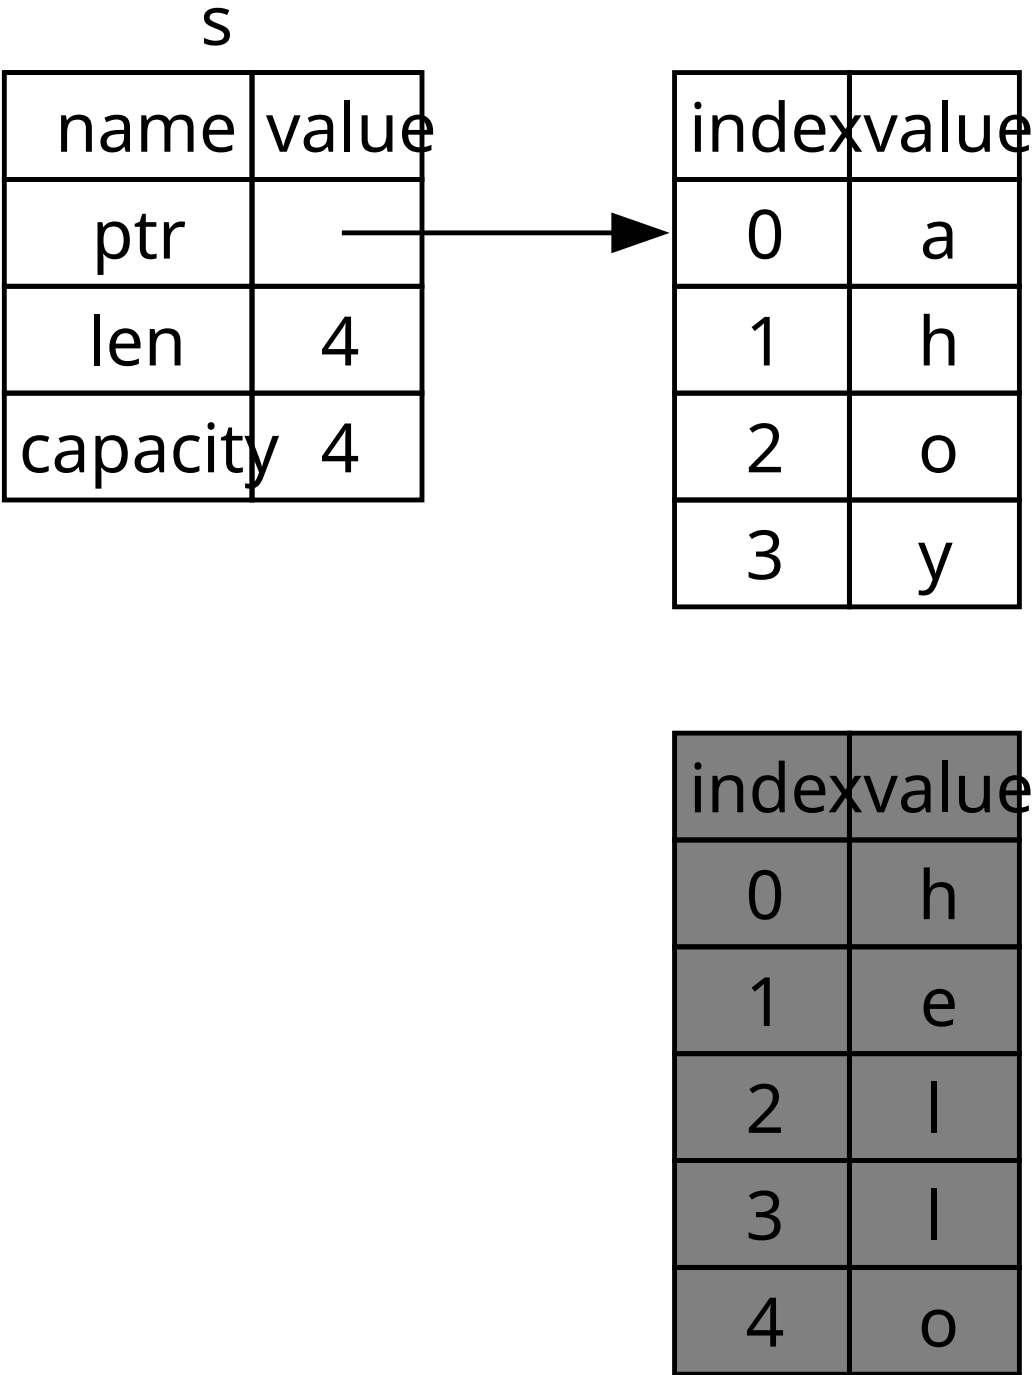 s
name value
ptr
len 4
capacity 4
index value
0 a
1 h
2 o
3 y
index value
0 h
1 e
2 l
3 l
4 o